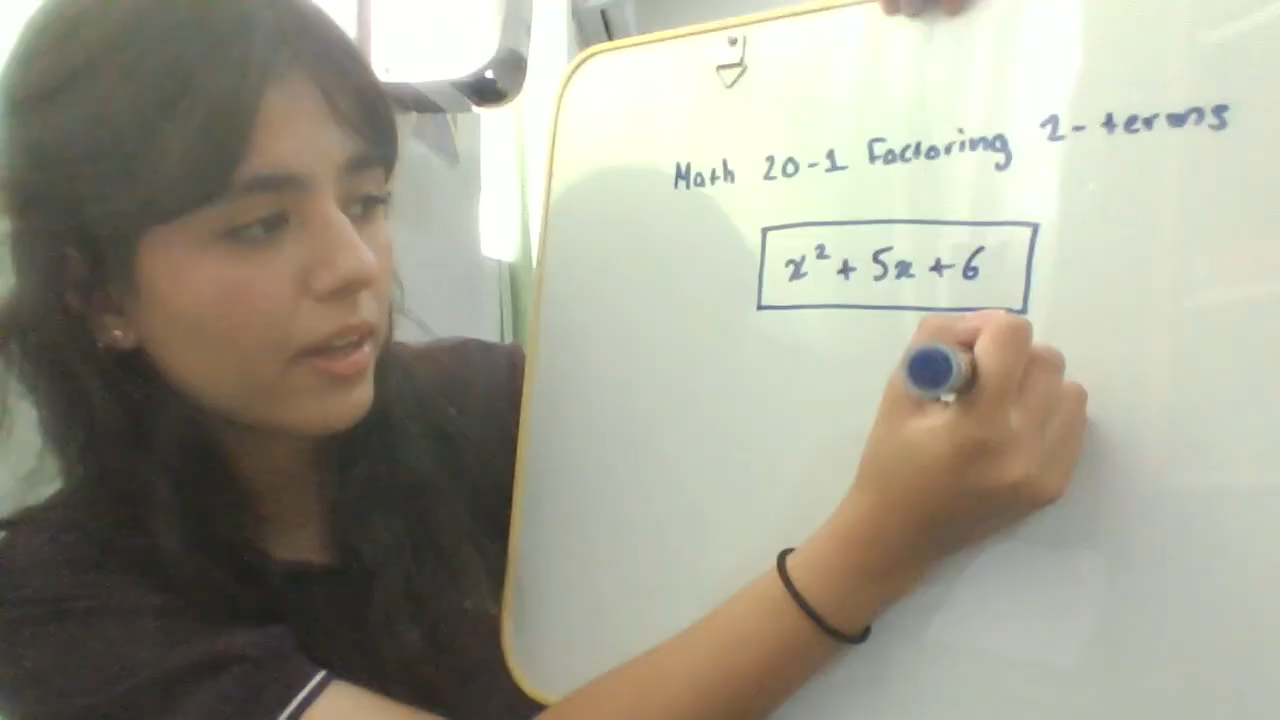 Math 20-1 Factoring 2-terms
x² + 5x + 6